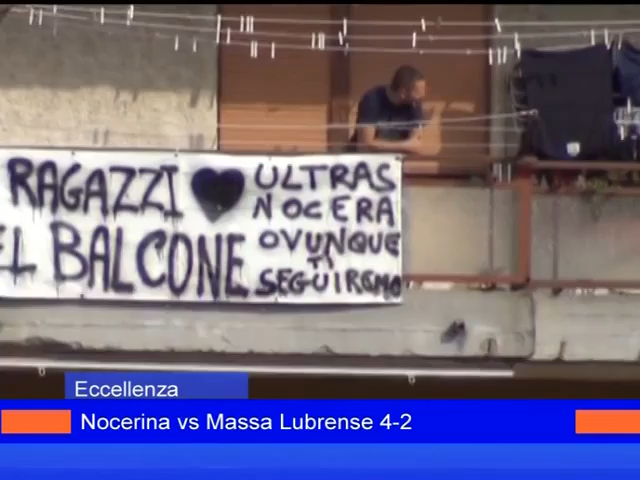 RAGAZZI
EL BALCONE
ULTRAS
NOCERA
OVUNQUE
TI
SEGUIREMO
Eccellenza
Nocerina vs Massa Lubrense 4-2